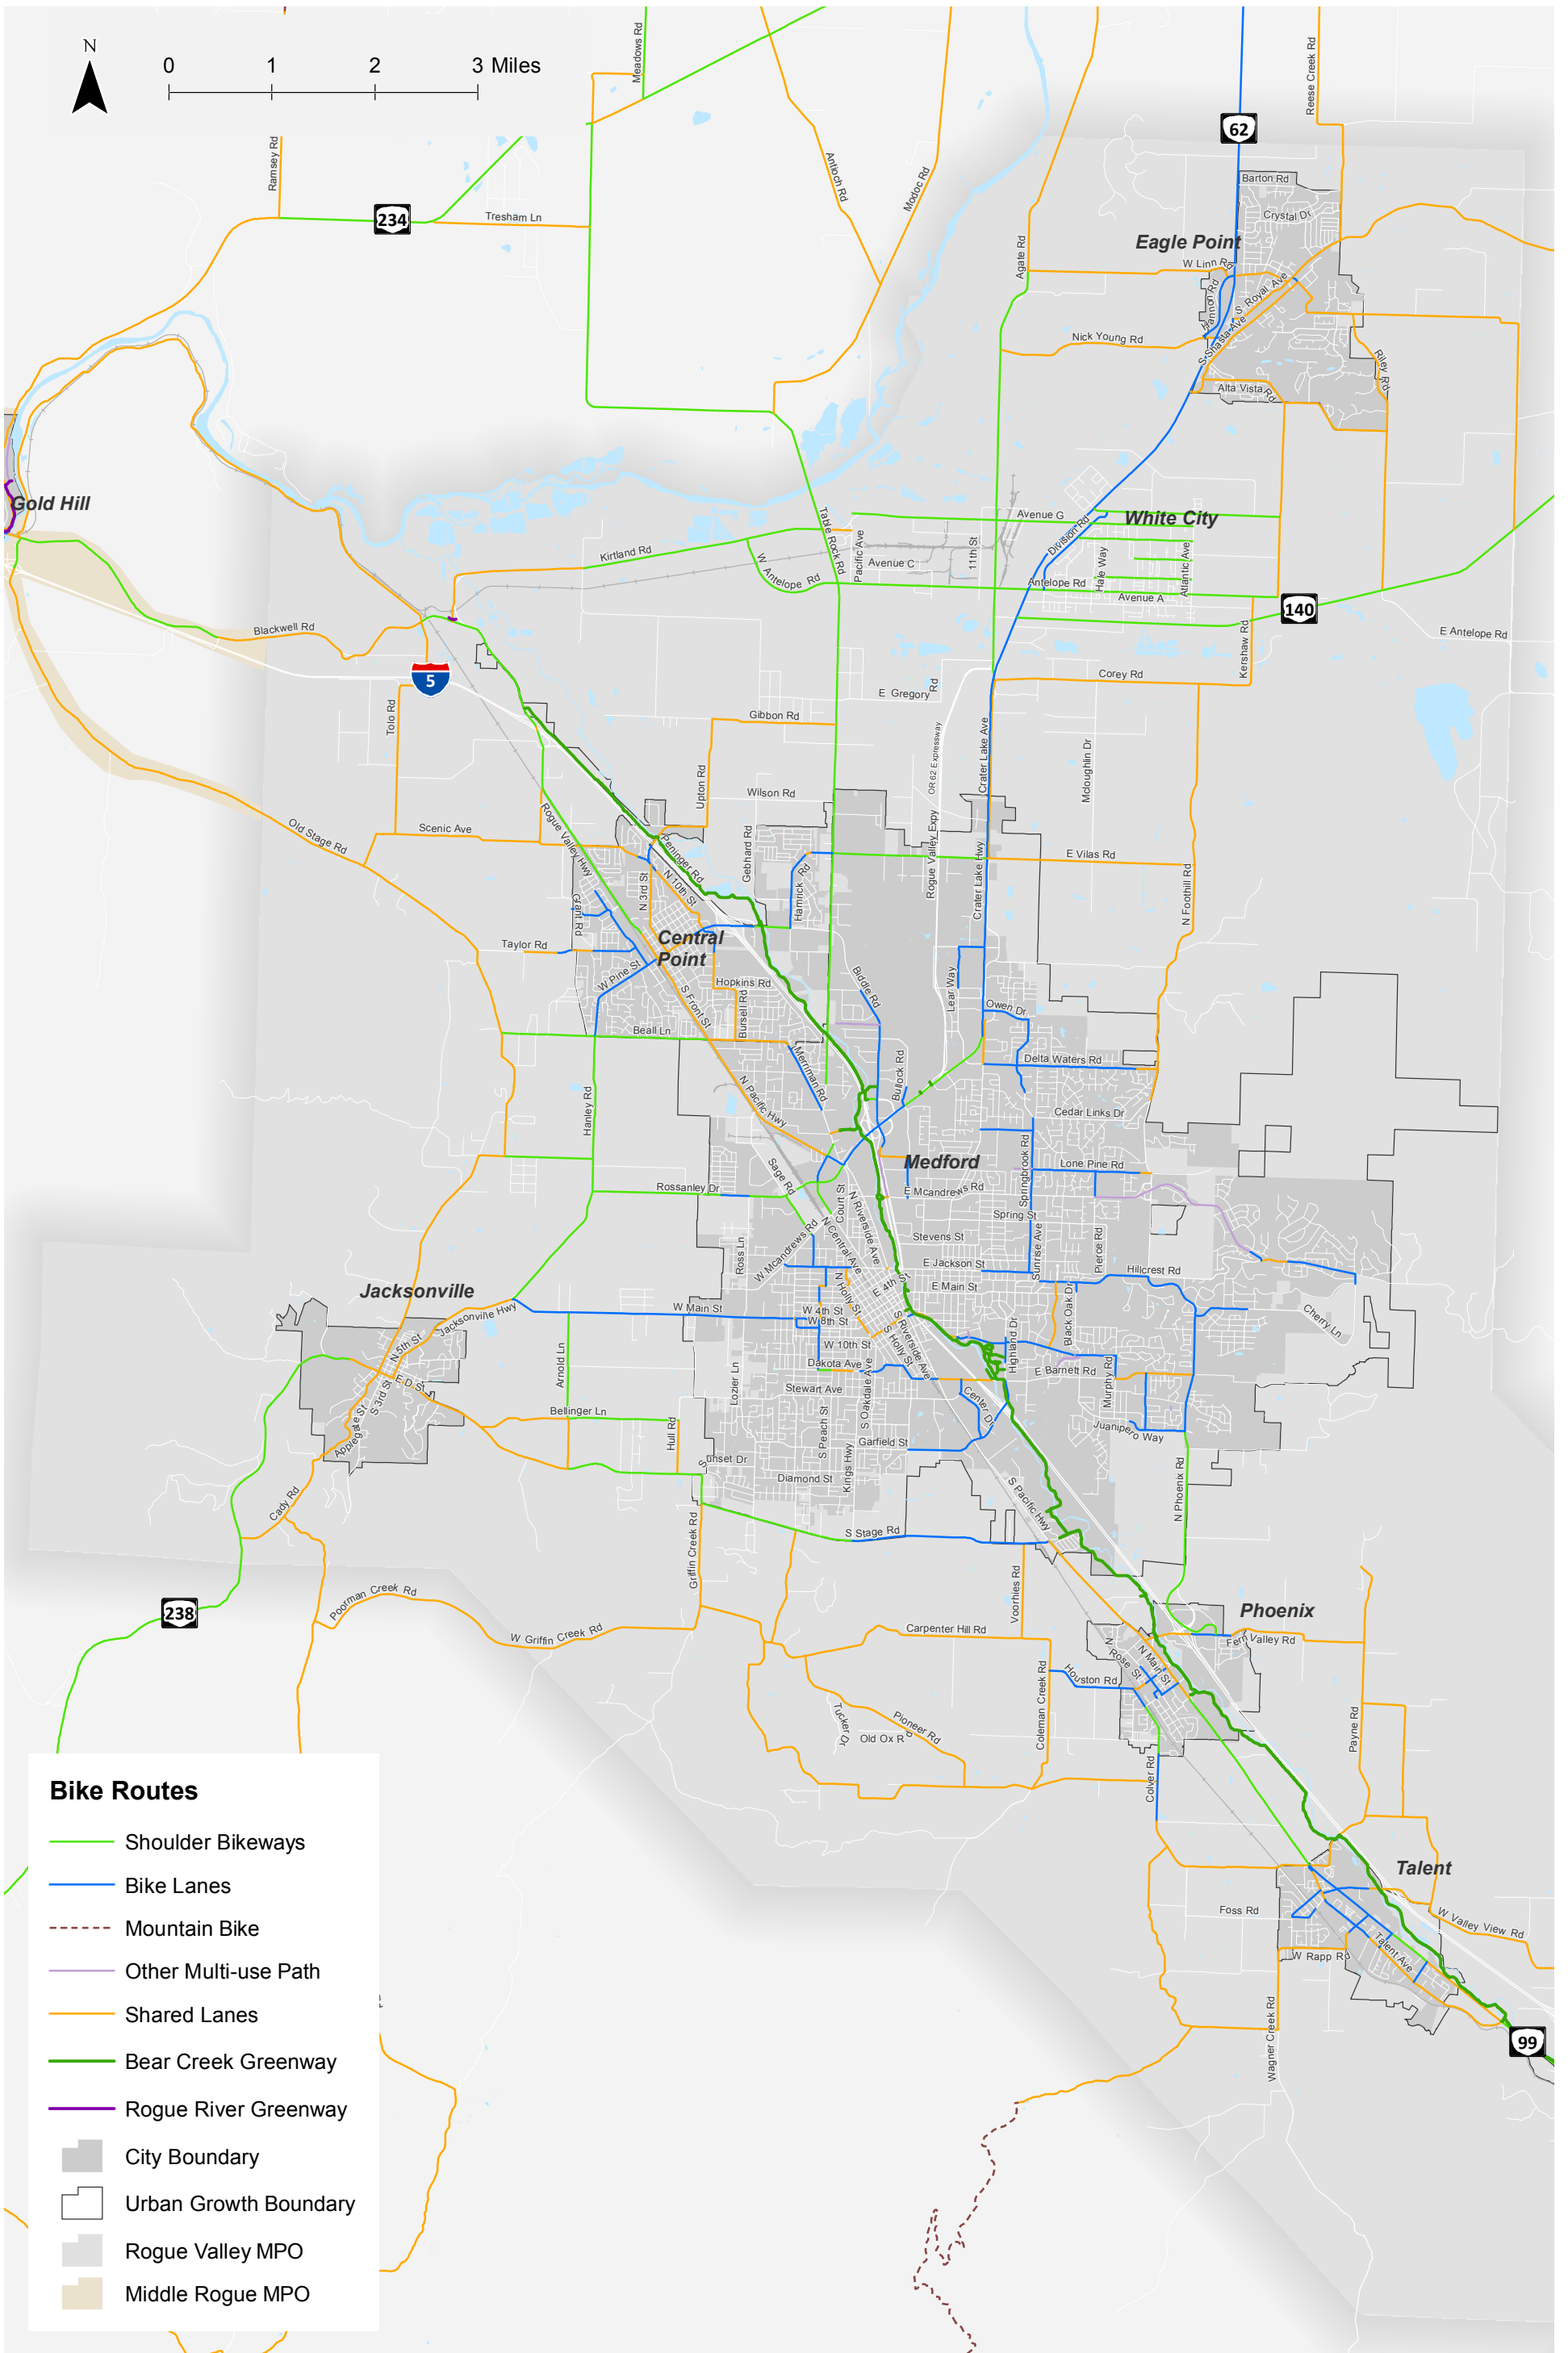 N
0 1 2 3 Miles
Meadows Rd
Reese Creek Rd
62
Ramsey Rd
Antioch Rd
Modoc Rd
Barton Rd
234
Tresham Ln
Crystal Dr
Eagle Point
Agate Rd
W Linn Rd
Hannon Rd
S Royal Ave
S Shasta Ave
Nick Young Rd
Riley Rd
Alta Vista Rd
Gold Hill
Table Rock Rd
Avenue G
White City
Division Rd
Pacific Ave
Kirtland Rd
W Antelope Rd
Avenue C
11th St
Hale Way
Atlantic Ave
Antelope Rd
Avenue A
140
Blackwell Rd
Kershaw Rd
E Antelope Rd
5
Corey Rd
E Gregory Rd
Tolo Rd
Gibbon Rd
OR 62 Expressway
Crater Lake Ave
Mcloughlin Dr
Upton Rd
Wilson Rd
Old Stage Rd
Scenic Ave
Rogue Valley Hwy
Peninger Rd
Gebhard Rd
E Vilas Rd
Rogue Valley Expy
Crater Lake Hwy
N 3rd St
N 10th St
Hamrick Rd
N Foothill Rd
Grant Rd
Central
Point
Taylor Rd
W Pine St
Hopkins Rd
Biddle Rd
Lear Way
S Front St
Bursell Rd
Owen Dr
Beall Ln
Merriman Rd
Delta Waters Rd
Bullock Rd
N Pacific Hwy
Hanley Rd
Cedar Links Dr
Medford
Springbrook Rd
Lone Pine Rd
Sage Rd
Rossanley Dr
E Mcandrews Rd
Court St
N Riverside Ave
Spring St
W Mcandrews Rd
N Central Ave
Stevens St
Ross Ln
Sunrise Ave
Pierce Rd
E Jackson St
Hillcrest Rd
Jacksonville
N Holly St
E 4th St
E Main St
Black Oak Dr
Jacksonville Hwy
W Main St
W 4th St
W 8th St
Cherry Ln
S Riverside Ave
S Holly St
Highland Dr
N 5th St
W 10th St
Arnold Ln
Dakota Ave
E Barnett Rd
Murphy Rd
E D St
S 3rd St
Lozier Ln
Stewart Ave
S Oakdale Ave
Center Dr
Applegate St
Bellinger Ln
S Peach St
Juanipero Way
Hull Rd
Garfield St
Kings Hwy
Sunset Dr
Diamond St
N Phoenix Rd
Cady Rd
S Pacific Hwy
S Stage Rd
Griffin Creek Rd
Poorman Creek Rd
Voorhies Rd
238
Phoenix
W Griffin Creek Rd
Carpenter Hill Rd
Fern Valley Rd
N Rose St
N Main St
Houston Rd
Coleman Creek Rd
Tucker Dr
Pioneer Rd
Old Ox Rd
Payne Rd
Colver Rd
Talent
Foss Rd
W Valley View Rd
Talent Ave
W Rapp Rd
Wagner Creek Rd
99
Bike Routes
Shoulder Bikeways
Bike Lanes
Mountain Bike
Other Multi-use Path
Shared Lanes
Bear Creek Greenway
Rogue River Greenway
City Boundary
Urban Growth Boundary
Rogue Valley MPO
Middle Rogue MPO